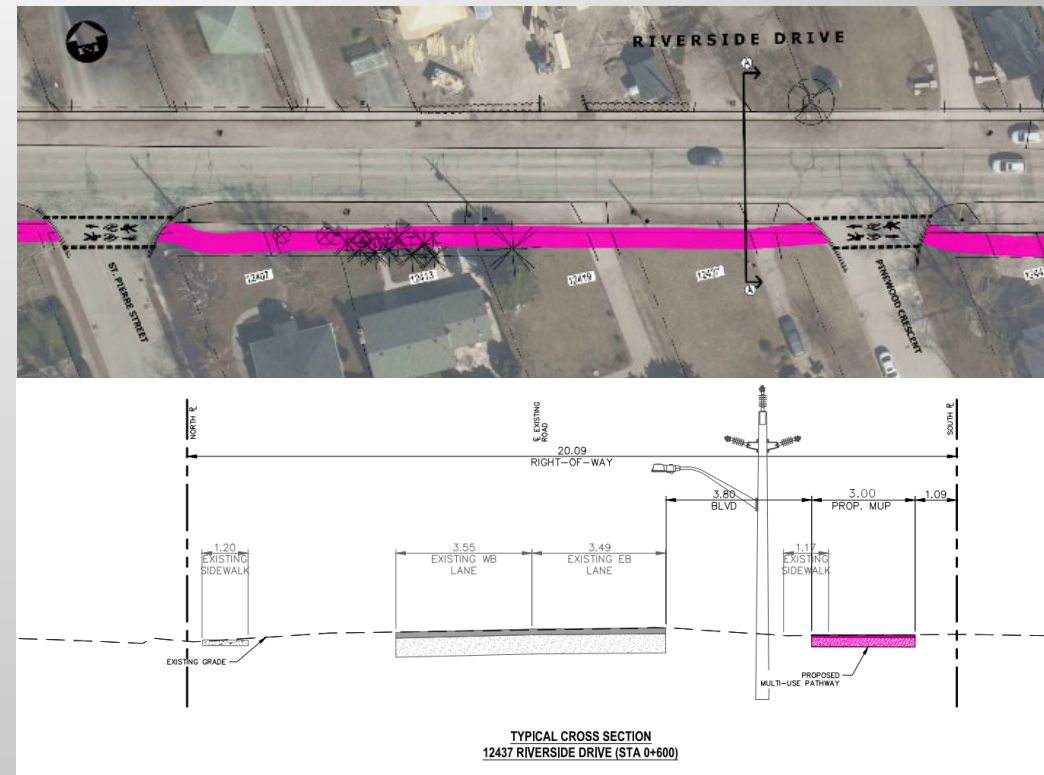 RIVERSIDE DRIVE
A
ST. PIERRE STREET
12407
12413
12419
12437
A
PINEWOOD CRESCENT
NORTH ⅊
℄ EXISTING
ROAD
SOUTH ⅊
20.09
RIGHT-OF-WAY
3.80
BLVD
3.00
PROP. MUP
1.09
1.20
EXISTING
SIDEWALK
3.55
EXISTING WB
LANE
3.49
EXISTING EB
LANE
1.17
EXISTING
SIDEWALK
EXISTING GRADE
PROPOSED
MULTI-USE PATHWAY
TYPICAL CROSS SECTION
12437 RIVERSIDE DRIVE (STA 0+600)